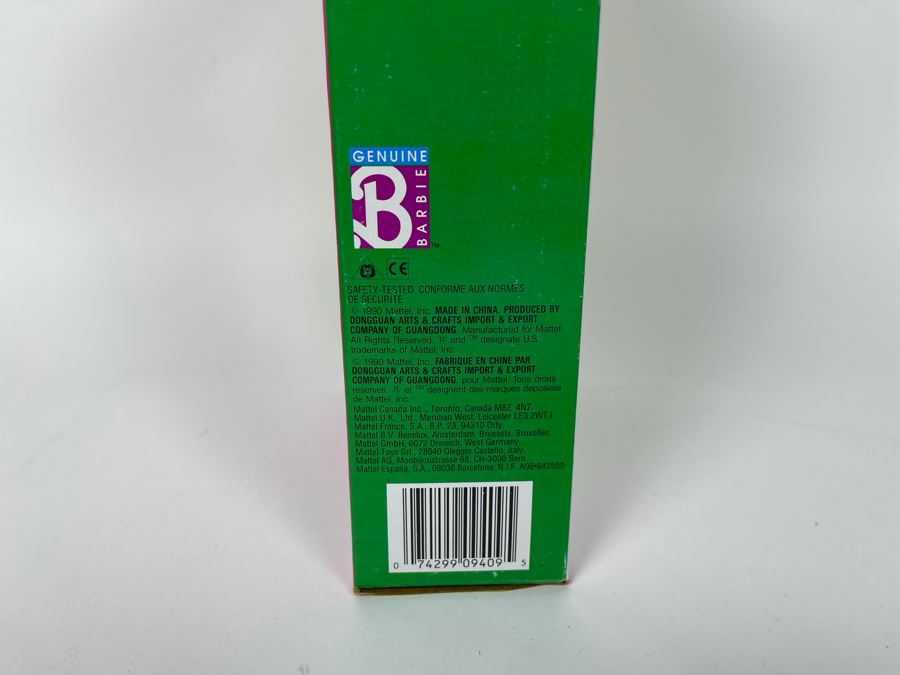 GENUINE
B
BARBIE
TM
CE
SAFETY-TESTED. CONFORME AUX NORMES
DE SECURITE
© 1990 Mattel, Inc. MADE IN CHINA. PRODUCED BY
DONGGUAN ARTS & CRAFTS IMPORT & EXPORT
COMPANY OF GUANGDONG. Manufactured for Mattel.
All Rights Reserved. ® and TM designate U.S.
trademarks of Mattel, Inc.
© 1990 Mattel, Inc. FABRIQUE EN CHINE PAR
DONGGUAN ARTS & CRAFTS IMPORT & EXPORT
COMPANY OF GUANGDONG. pour Mattel. Tous droits
reserves. ® et TM designent des marques deposees
de Mattel, Inc.
Mattel Canada Inc., Toronto, Canada M8Z 4N7.
Mattel U.K., Ltd., Meridian West, Leicester LE3 2WT.
Mattel France, S.A., B.P. 23, 94310 Orly.
Mattel B.V. Benelux, Amsterdam, Brussels, Bruxelles.
Mattel GmbH, 6072 Dreieich, West Germany.
Mattel Toys Srl., 28040 Oleggio Castello, Italy.
Mattel AG, Monbijoustrasse 68, CH-3000 Bern.
Mattel España, S.A., 08036 Barcelona. N.I.F. A08-842809
0 74299 09409 5